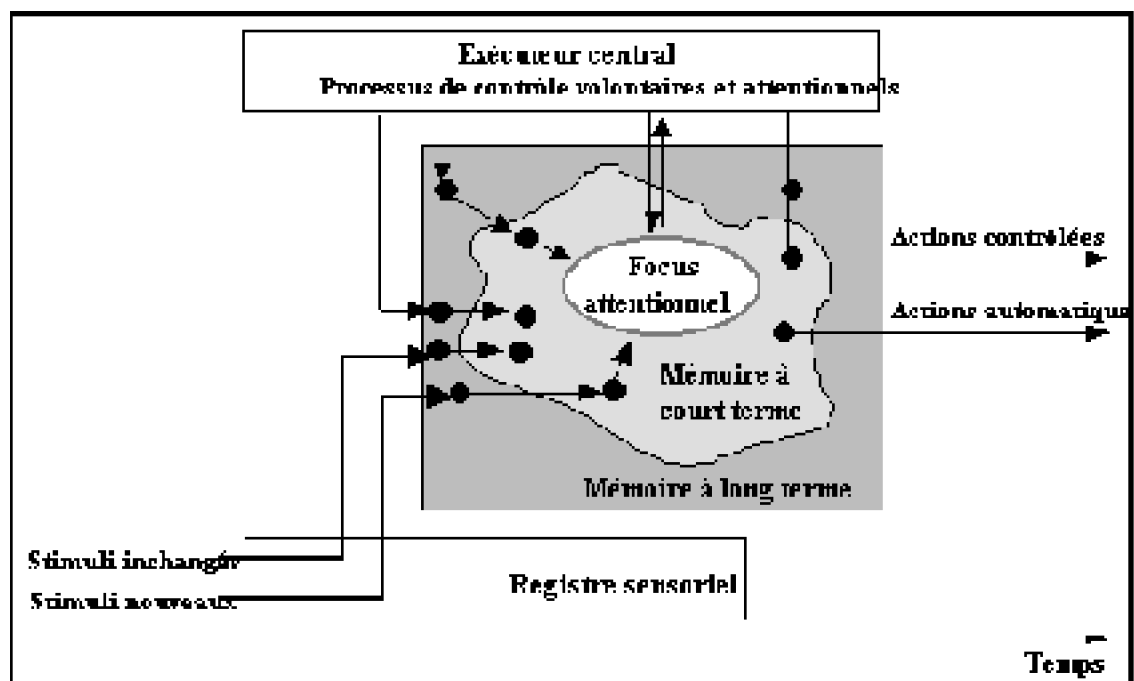 Exécuteur central
Processus de contrôle volontaires et attentionnels
Focus
attentionnel
Actions contrôlées
Actions automatiqu
Mémoire à
court terme
Mémoire à long terme
Stimuli inchangés
Stimuli nouveaux
Registre sensoriel
Temps